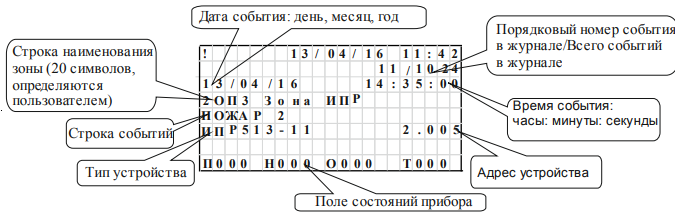 Дата события: день, месяц, год
Строка наименования
зоны (20 символов,
определяются
пользователем)
Строка событий
Тип устройства
! 13/04/16 11:42
11/1024
13/04/16 14:35:00
2ОПЗ Зона ИПР
ПОЖАР 2
ИПР513-11 2.005
П000 Н000 О000 Т000
Порядковый номер события
в журнале/Всего событий
в журнале
Время события:
часы: минуты: секунды
Адрес устройства
Поле состояний прибора